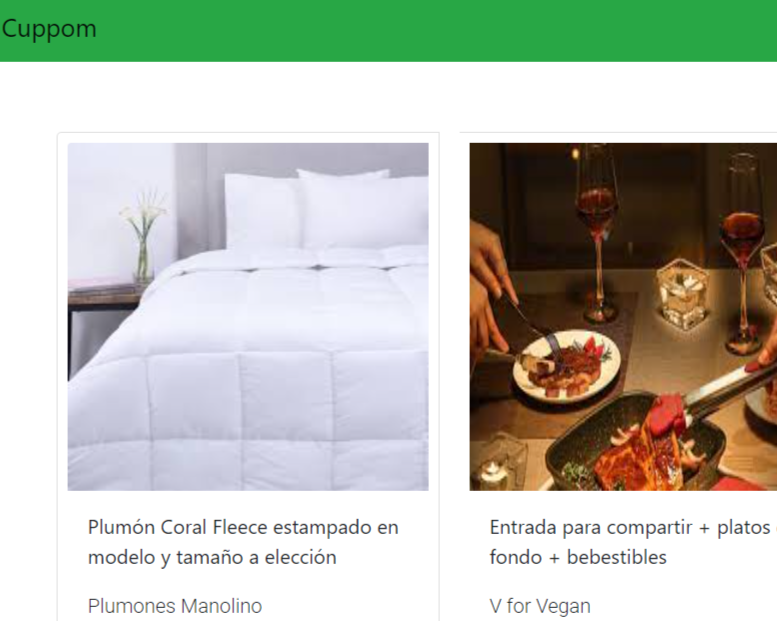 Cuppom
Plumón Coral Fleece estampado en
modelo y tamaño a elección
Plumones Manolino
Entrada para compartir + platos
fondo + bebestibles
V for Vegan